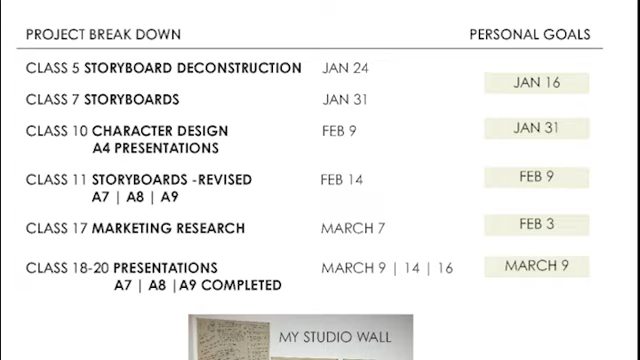 PROJECT BREAK DOWN PERSONAL GOALS
CLASS 5 STORYBOARD DECONSTRUCTION JAN 24
JAN 16
CLASS 7 STORYBOARDS JAN 31
CLASS 10 CHARACTER DESIGN FEB 9 JAN 31
A4 PRESENTATIONS
CLASS 11 STORYBOARDS -REVISED FEB 14 FEB 9
A7 | A8 | A9
CLASS 17 MARKETING RESEARCH MARCH 7 FEB 3
CLASS 18-20 PRESENTATIONS MARCH 9 | 14 | 16 MARCH 9
A7 | A8 |A9 COMPLETED
MY STUDIO WALL